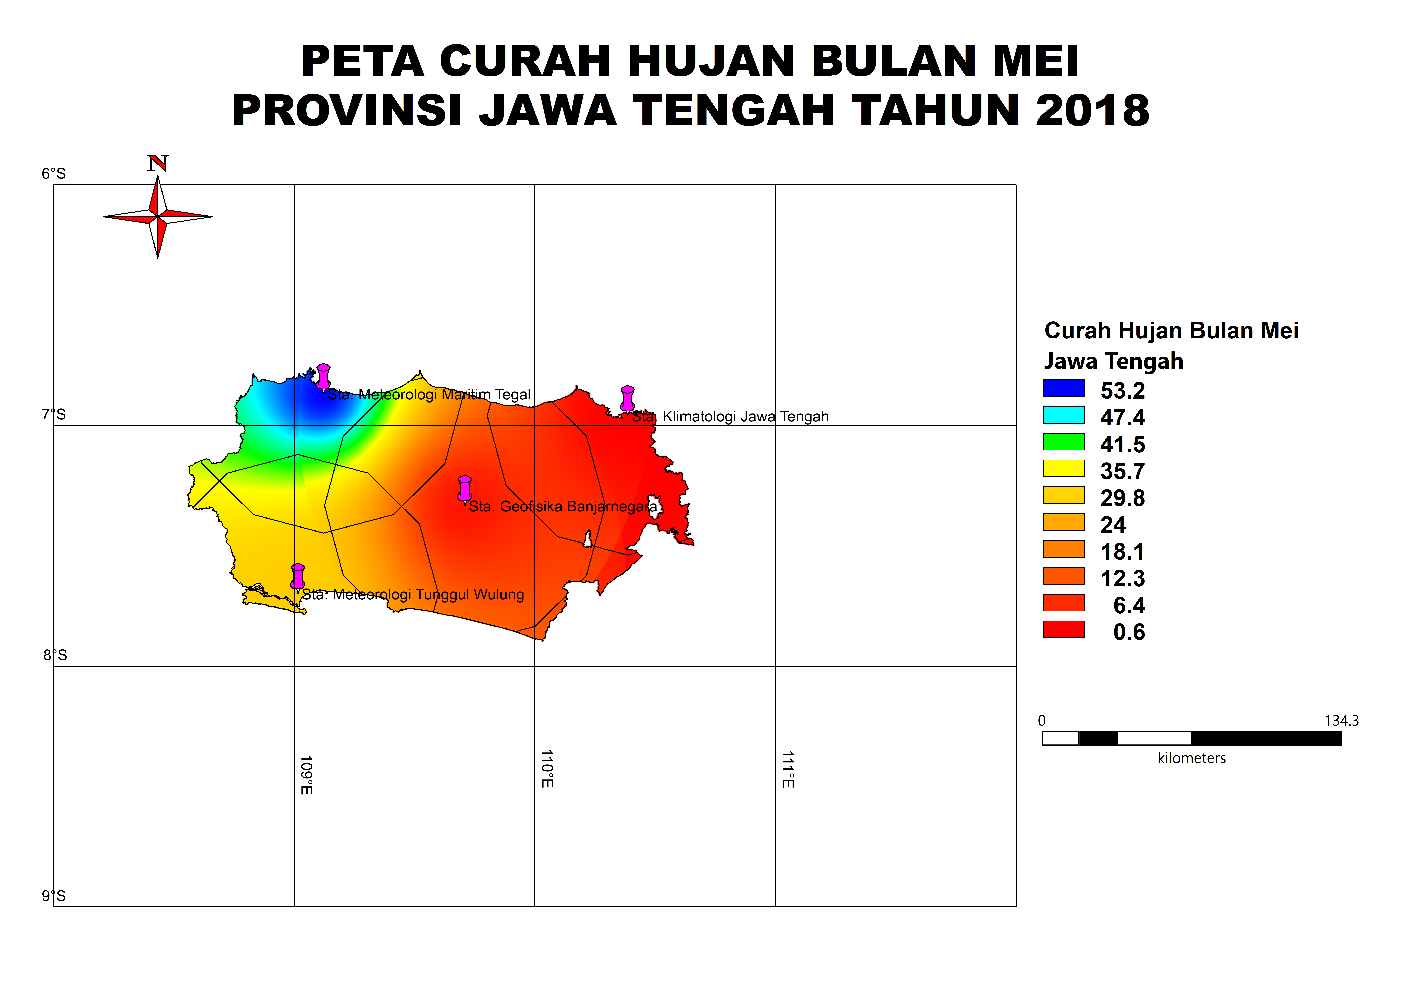 PETA CURAH HUJAN BULAN MEI
PROVINSI JAWA TENGAH TAHUN 2018
N
6°S
7°S
8°S
9°S
109°E
110°E
111°E
Sta. Meteorologi Maritim Tegal
Sta. Klimatologi Jawa Tengah
Sta. Geofisika Banjarnegara
Sta. Meteorologi Tunggul Wulung
Curah Hujan Bulan Mei
Jawa Tengah
53.2
47.4
41.5
35.7
29.8
24
18.1
12.3
6.4
0.6
0 134.3
kilometers